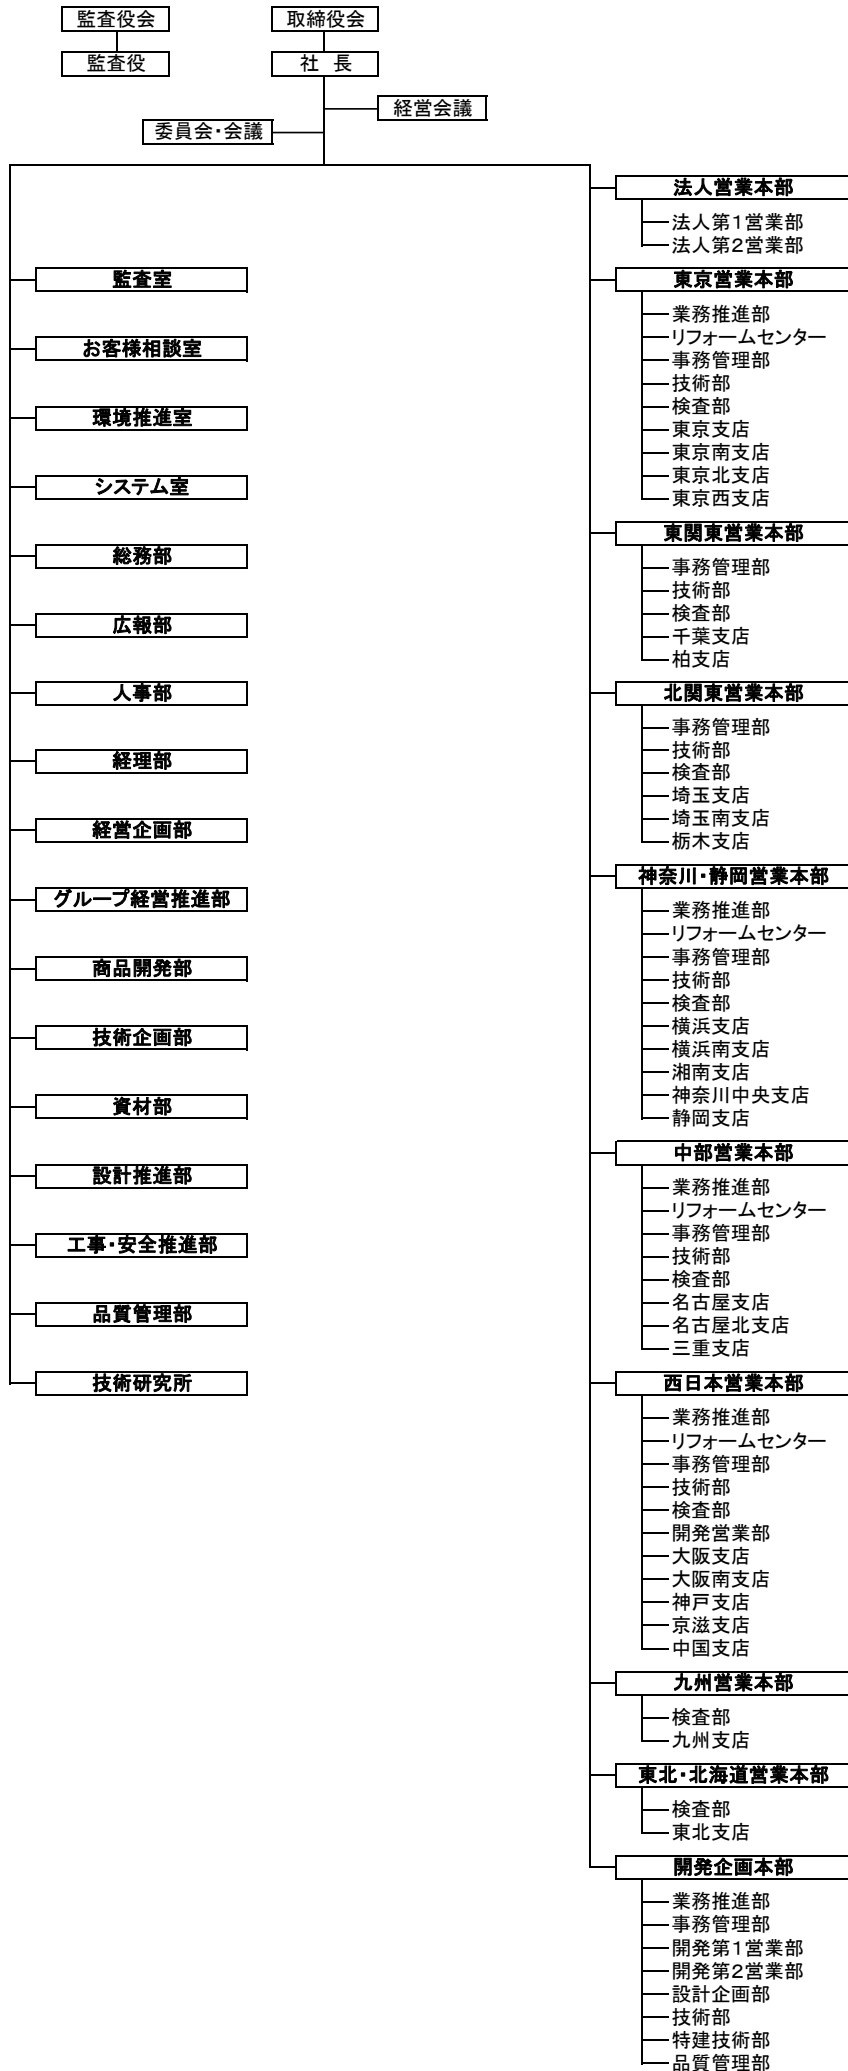 監査役会
取締役会
監査役
社 長
経営会議
委員会・会議
監査室
お客様相談室
環境推進室
システム室
総務部
広報部
人事部
経理部
経営企画部
グループ経営推進部
商品開発部
技術企画部
資材部
設計推進部
工事・安全推進部
品質管理部
技術研究所
法人営業本部
法人第1営業部
法人第2営業部
東京営業本部
業務推進部
リフォームセンター
事務管理部
技術部
検査部
東京支店
東京南支店
東京北支店
東京西支店
東関東営業本部
事務管理部
技術部
検査部
千葉支店
柏支店
北関東営業本部
事務管理部
技術部
検査部
埼玉支店
埼玉南支店
栃木支店
神奈川・静岡営業本部
業務推進部
リフォームセンター
事務管理部
技術部
検査部
横浜支店
横浜南支店
湘南支店
神奈川中央支店
静岡支店
中部営業本部
業務推進部
リフォームセンター
事務管理部
技術部
検査部
名古屋支店
名古屋北支店
三重支店
西日本営業本部
業務推進部
リフォームセンター
事務管理部
技術部
検査部
開発営業部
大阪支店
大阪南支店
神戸支店
京滋支店
中国支店
九州営業本部
検査部
九州支店
東北・北海道営業本部
検査部
東北支店
開発企画本部
業務推進部
事務管理部
開発第1営業部
開発第2営業部
設計企画部
技術部
特建技術部
品質管理部